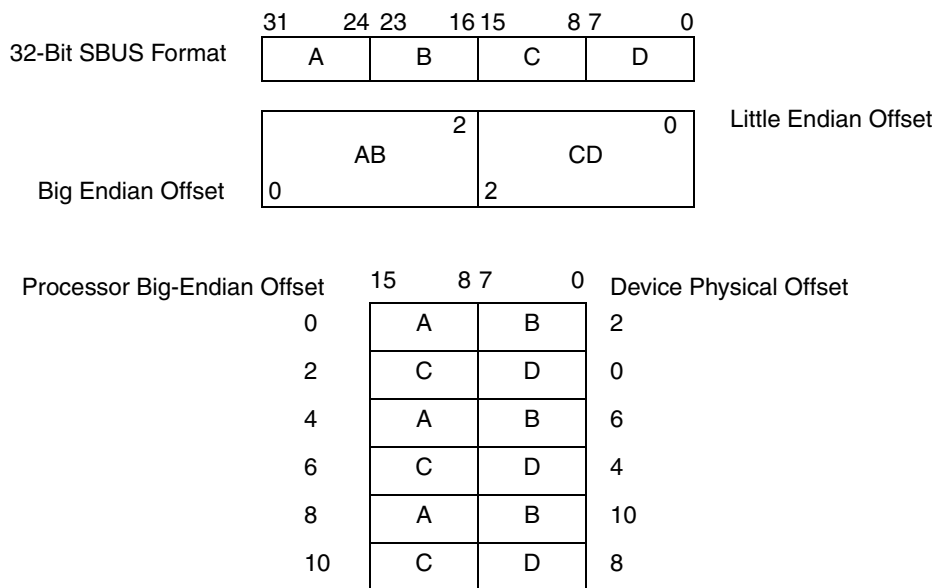 31 24 23 16 15 8 7 0
32-Bit SBUS Format A B C D
2 0 Little Endian Offset
AB CD
Big Endian Offset 0 2
Processor Big-Endian Offset 15 8 7 0 Device Physical Offset
0 A B 2
2 C D 0
4 A B 6
6 C D 4
8 A B 10
10 C D 8